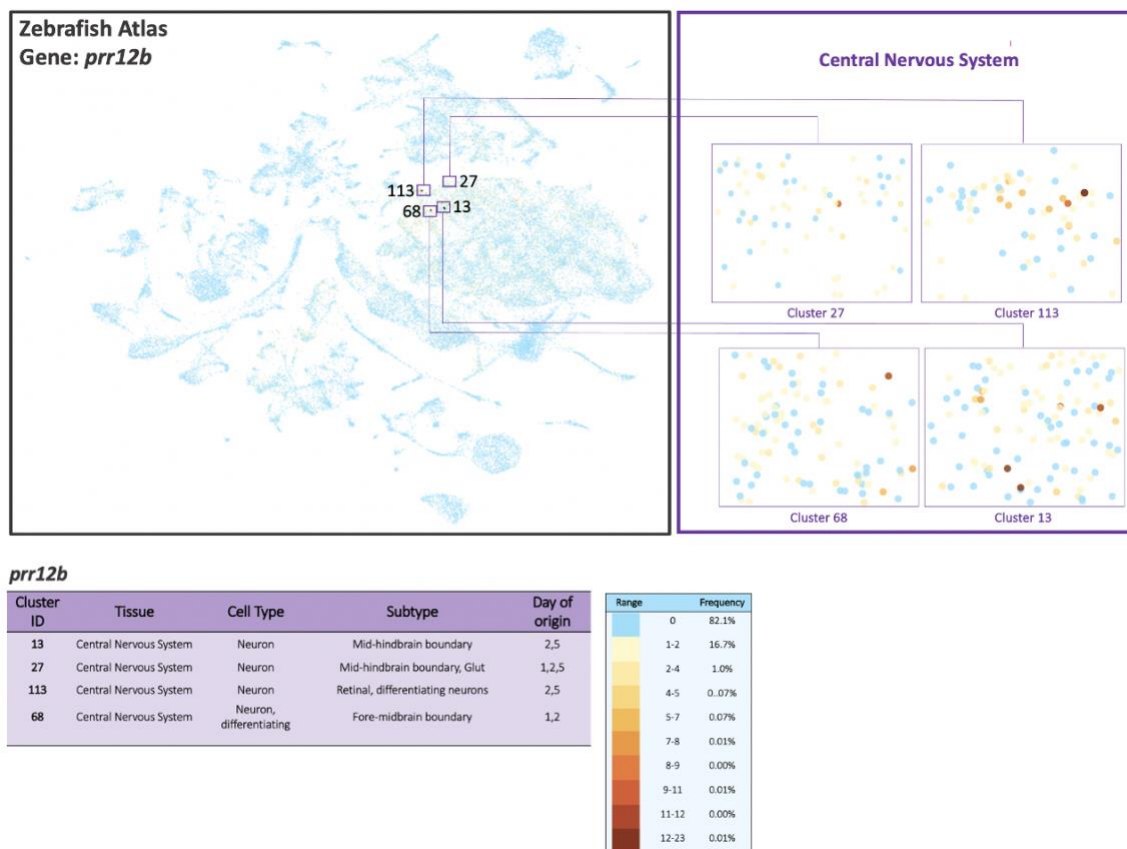 Zebrafish Atlas
Gene: prr12b
Central Nervous System
113
27
68
13
Cluster 27
Cluster 113
Cluster 68
Cluster 13
prr12b
Cluster ID Tissue Cell Type Subtype Day of origin
13 Central Nervous System Neuron Mid-hindbrain boundary 2,5
27 Central Nervous System Neuron Mid-hindbrain boundary, Glut 1,2,5
113 Central Nervous System Neuron Retinal, differentiating neurons 2,5
68 Central Nervous System Neuron, differentiating Fore-midbrain boundary 1,2
Range Frequency
0 82.1%
1-2 16.7%
2-4 1.0%
4-5 0..07%
5-7 0.07%
7-8 0.01%
8-9 0.00%
9-11 0.01%
11-12 0.00%
12-23 0.01%